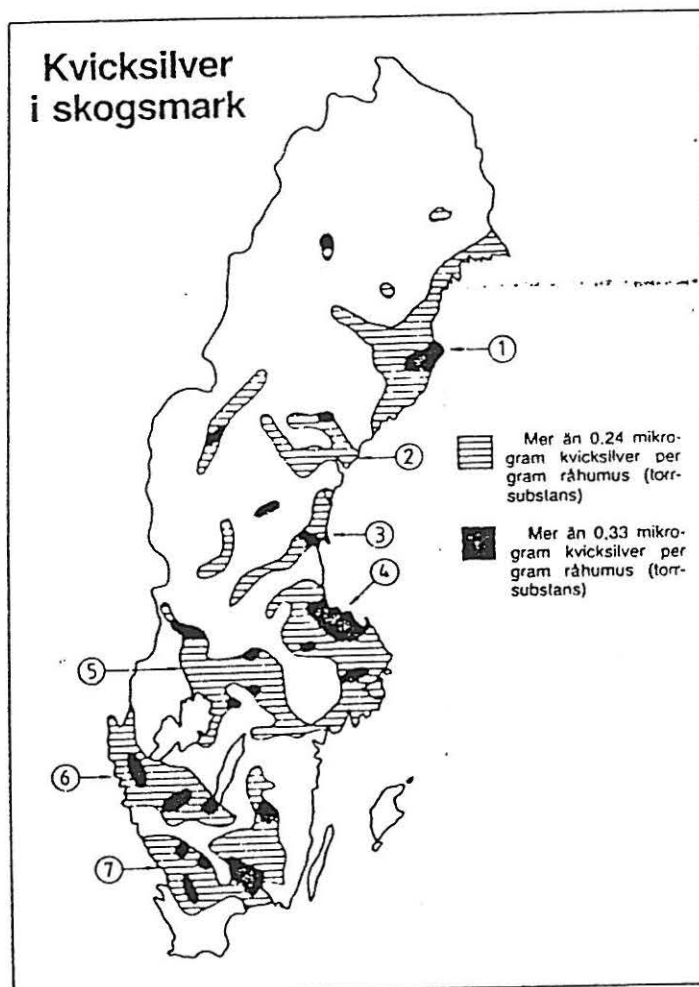 Kvicksilver
i skogsmark
1
2
Mer än 0.24 mikro-
gram kvicksilver per
gram råhumus (torr-
substans)
3
Mer än 0,33 mikro-
gram kvicksilver per
gram råhumus (torr-
substans)
4
5
6
7